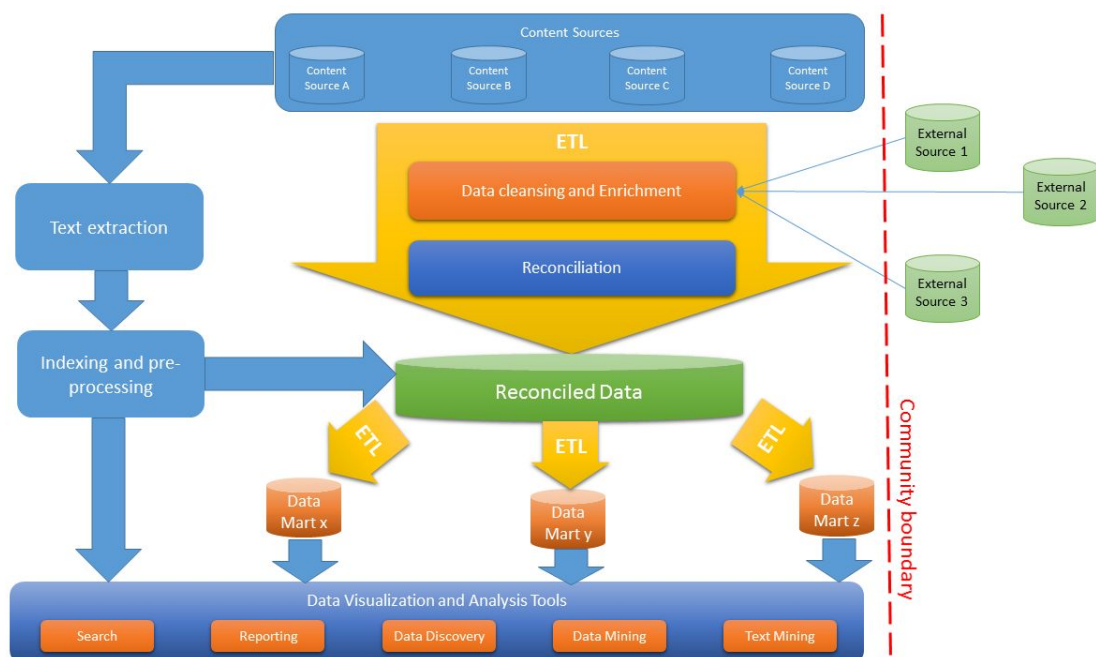 Content Sources
Content
Source A
Content
Source B
Content
Source C
Content
Source D
ETL
External
Source 1
Data cleansing and Enrichment
External
Source 2
Text extraction
Reconciliation
External
Source 3
Indexing and pre-
processing
Reconciled Data
Community boundary
ETL
ETL
ETL
Data
Mart x
Data
Mart y
Data
Mart z
Data Visualization and Analysis Tools
Search
Reporting
Data Discovery
Data Mining
Text Mining